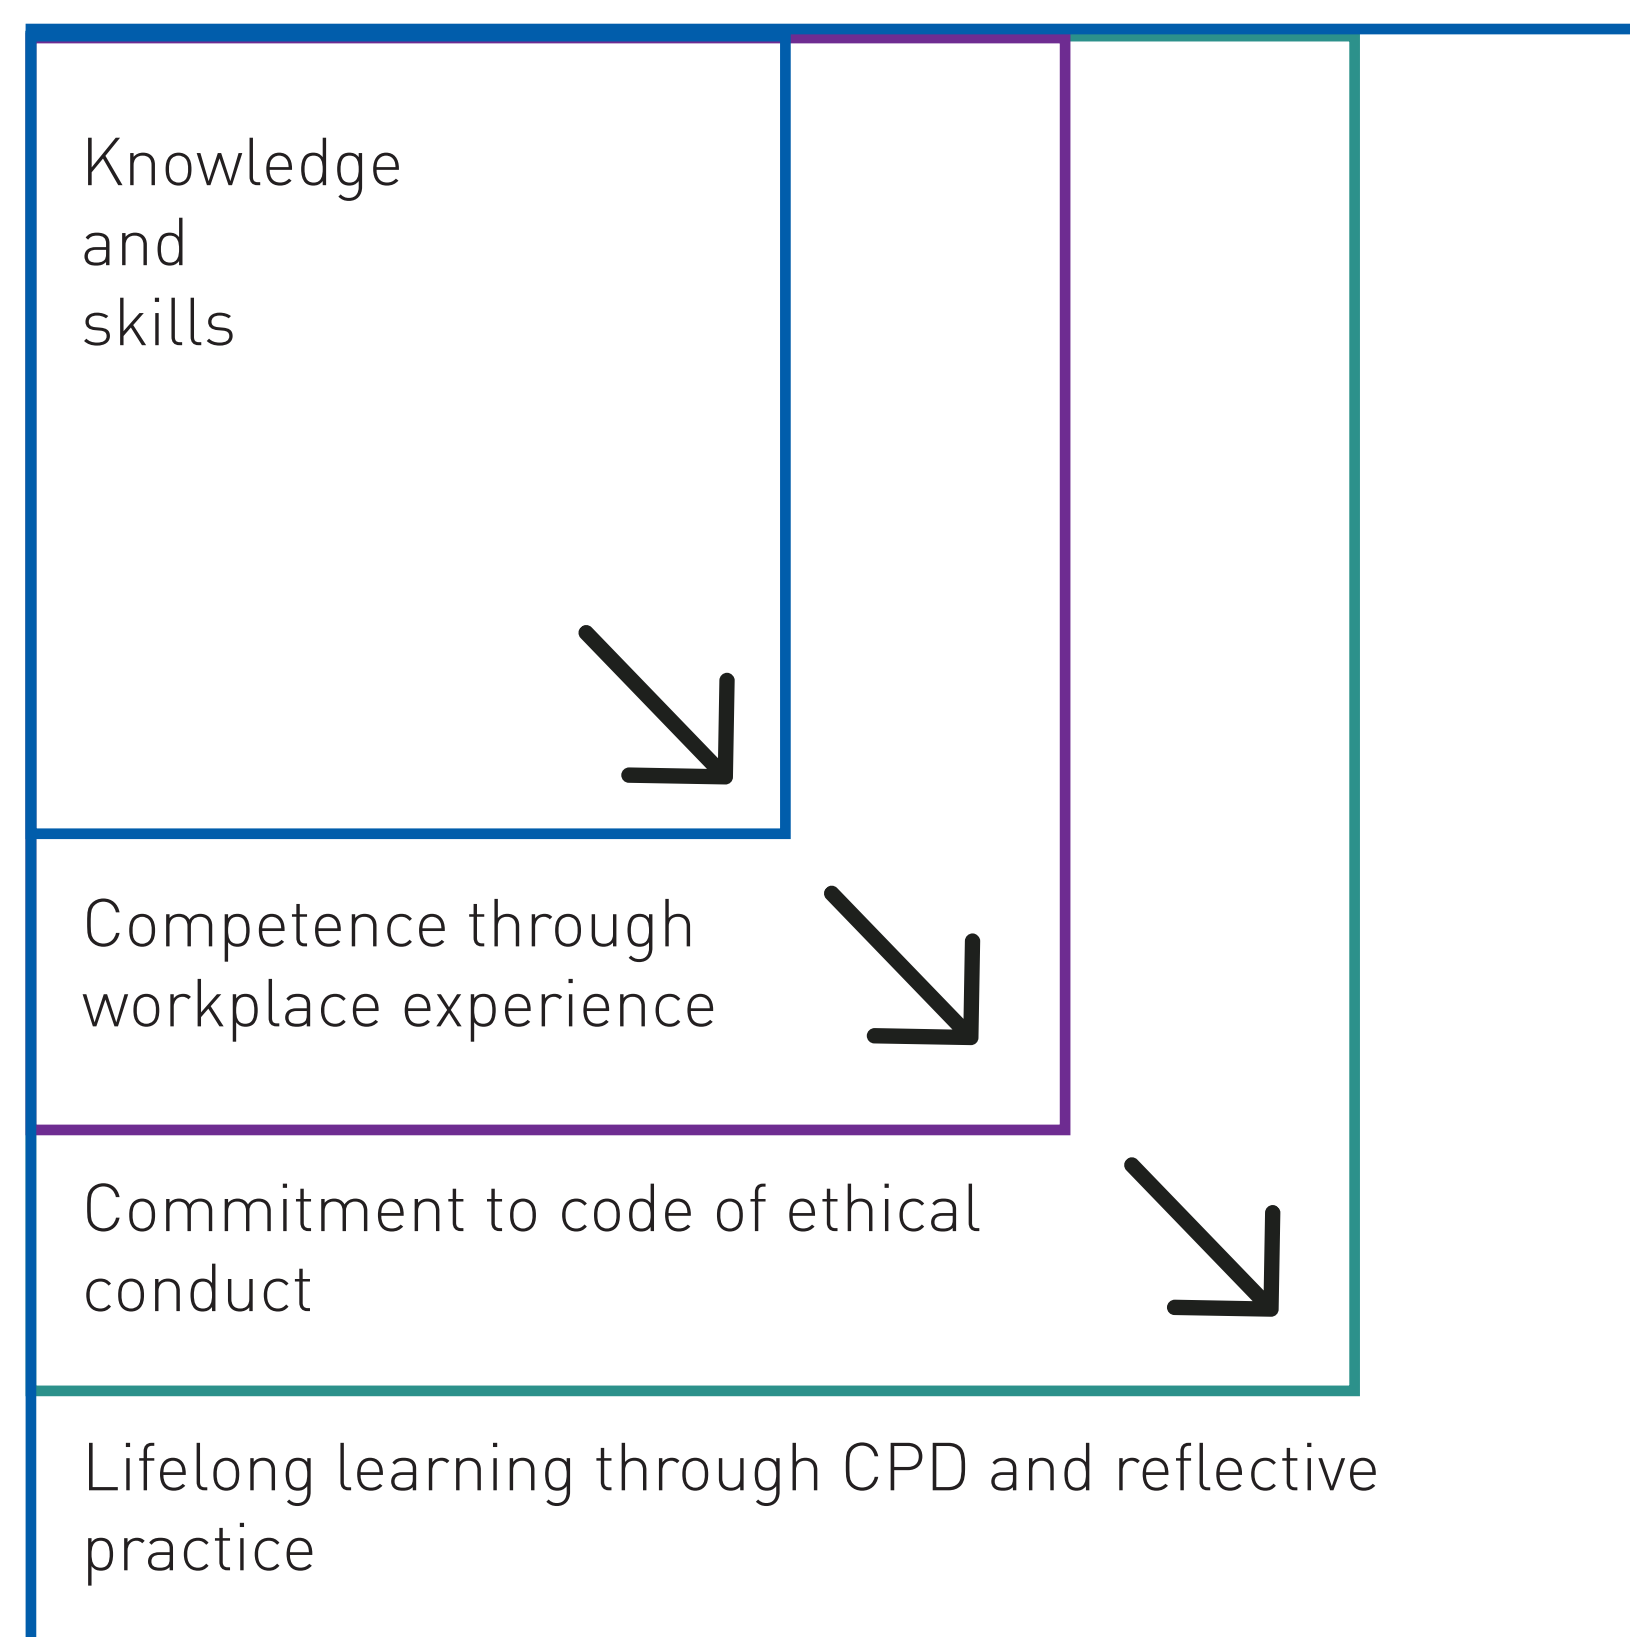 Knowledge
and
skills
Competence through
workplace experience
Commitment to code of ethical
conduct
Lifelong learning through CPD and reflective
practice